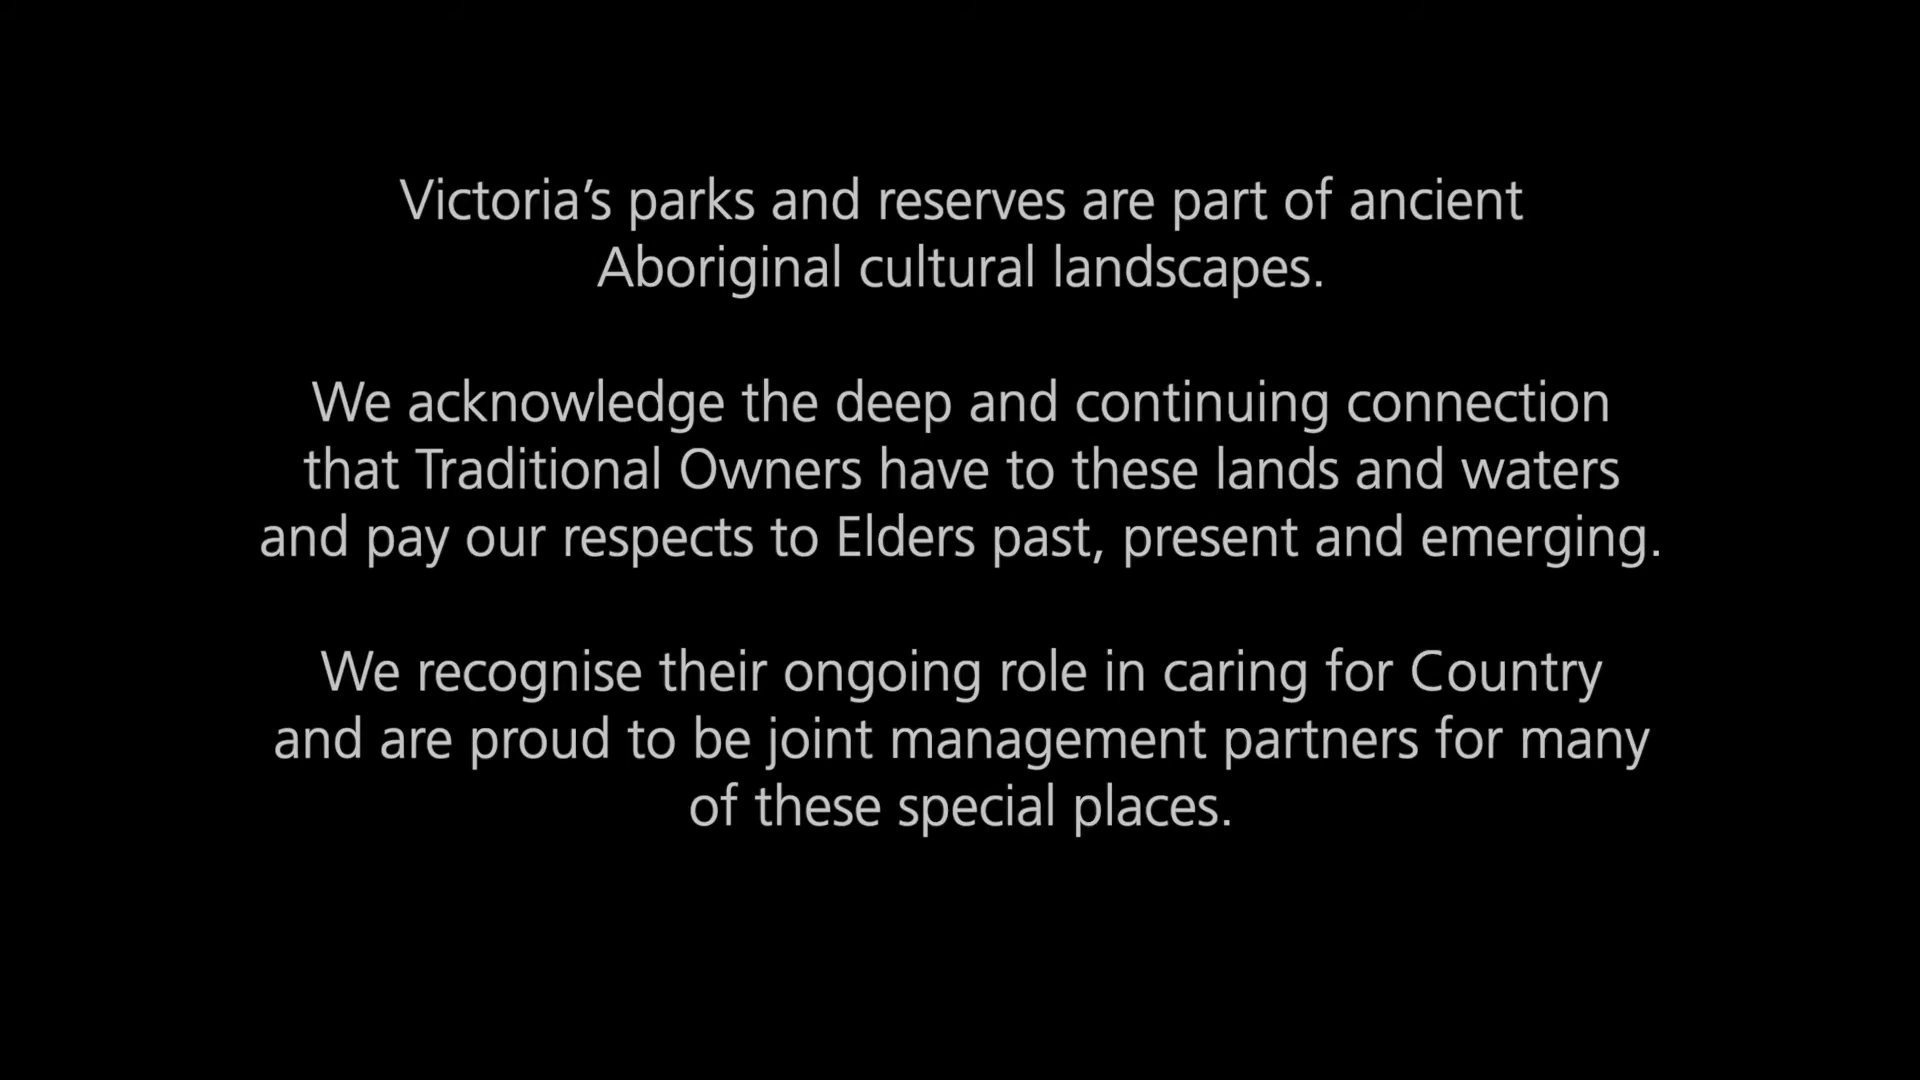 Victoria’s parks and reserves are part of ancient
Aboriginal cultural landscapes.
We acknowledge the deep and continuing connection
that Traditional Owners have to these lands and waters
and pay our respects to Elders past, present and emerging.
We recognise their ongoing role in caring for Country
and are proud to be joint management partners for many
of these special places.